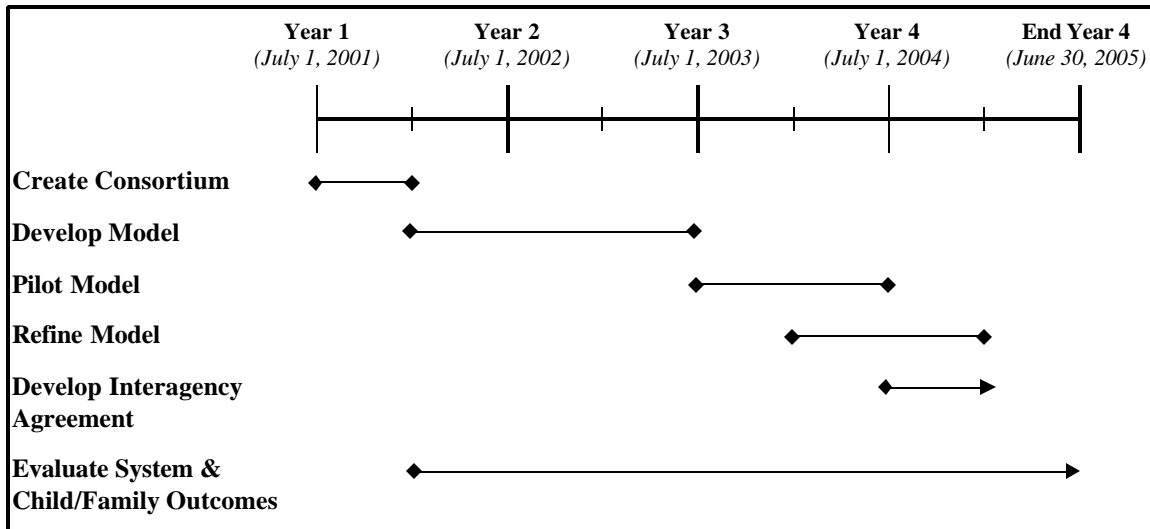 Year 1 Year 2 Year 3 Year 4 End Year 4
(July 1, 2001) (July 1, 2002) (July 1, 2003) (July 1, 2004) (June 30, 2005)
Create Consortium
Develop Model
Pilot Model
Refine Model
Develop Interagency
Agreement
Evaluate System &
Child/Family Outcomes